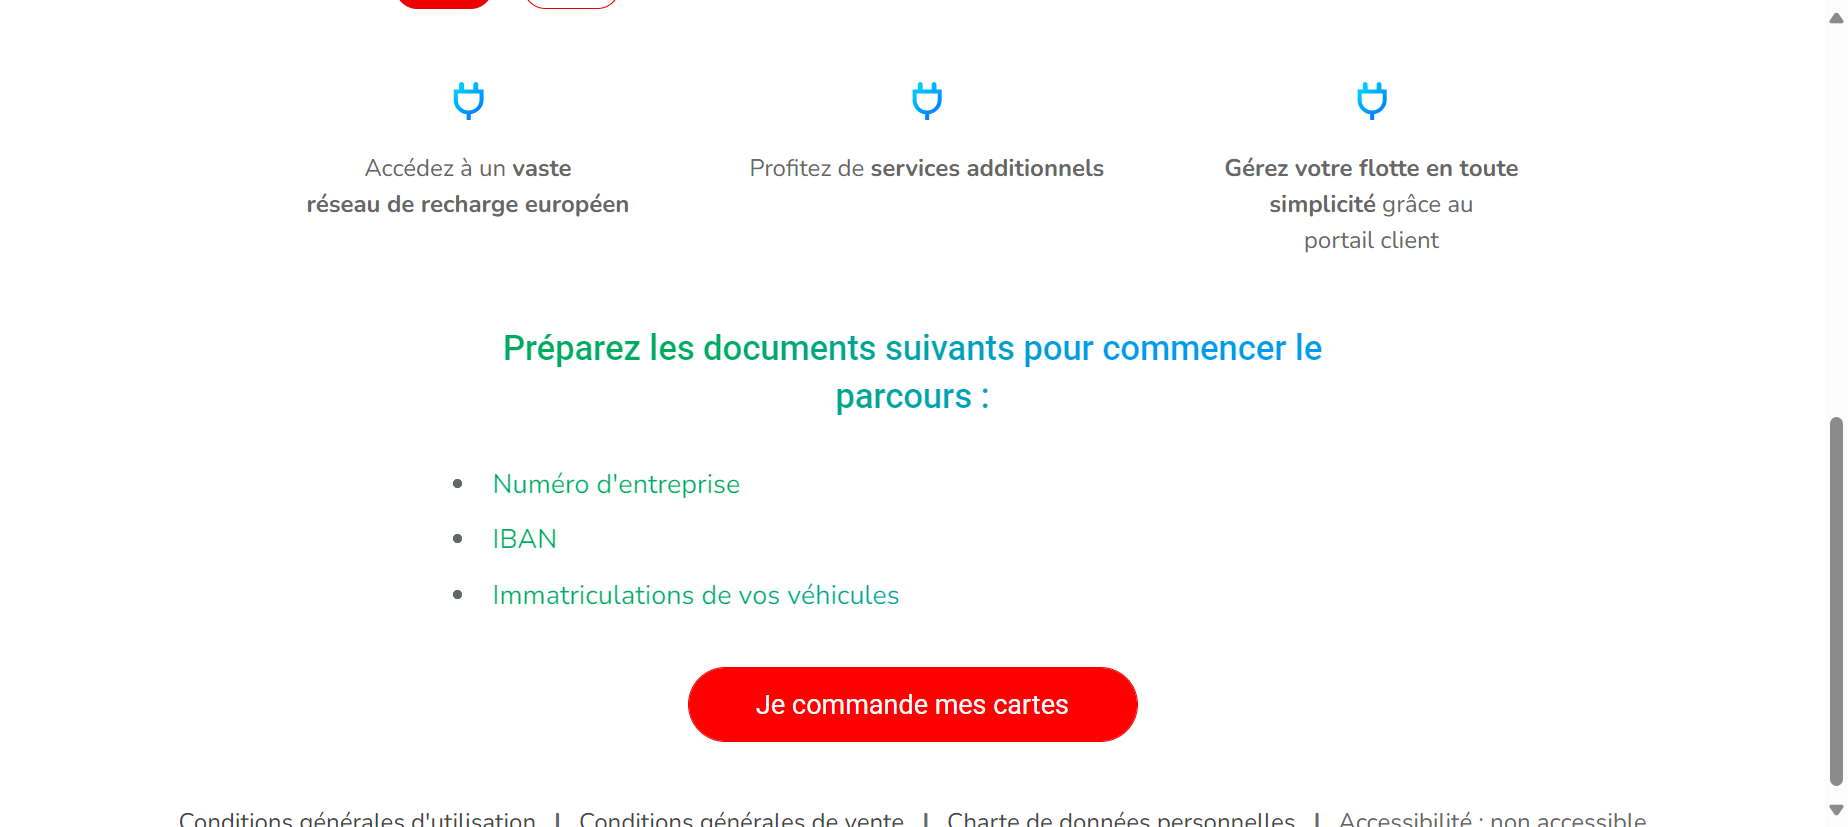 Accédez à un vaste
réseau de recharge européen
Profitez de services additionnels
Gérez votre flotte en toute
simplicité grâce au
portail client
Préparez les documents suivants pour commencer le
parcours :
Numéro d'entreprise
IBAN
Immatriculations de vos véhicules
Je commande mes cartes
Conditions générales d'utilisation | Conditions générales de vente | Charte de données personnelles | Accessibilité : non accessible